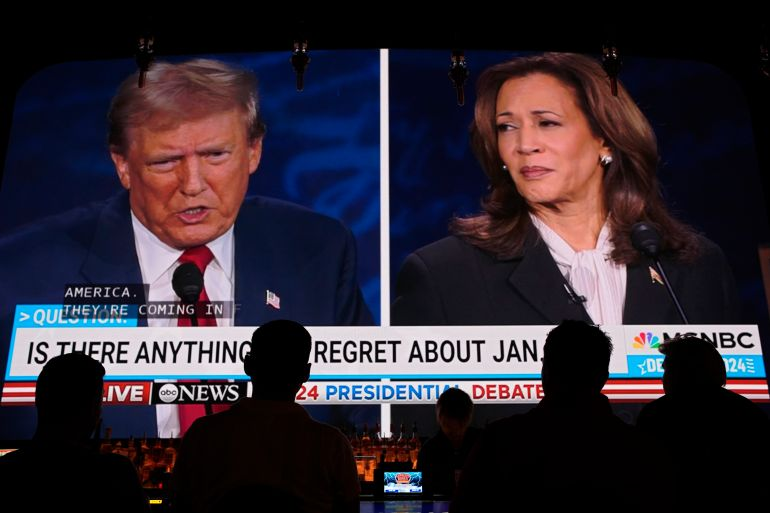 AMERICA.
THEY'RE COMING IN F
>QUESTION:
IS THERE ANYTHING REGRET ABOUT JAN.
MSNBC
LIVE abc NEWS 24 PRESIDENTIAL DEBATE